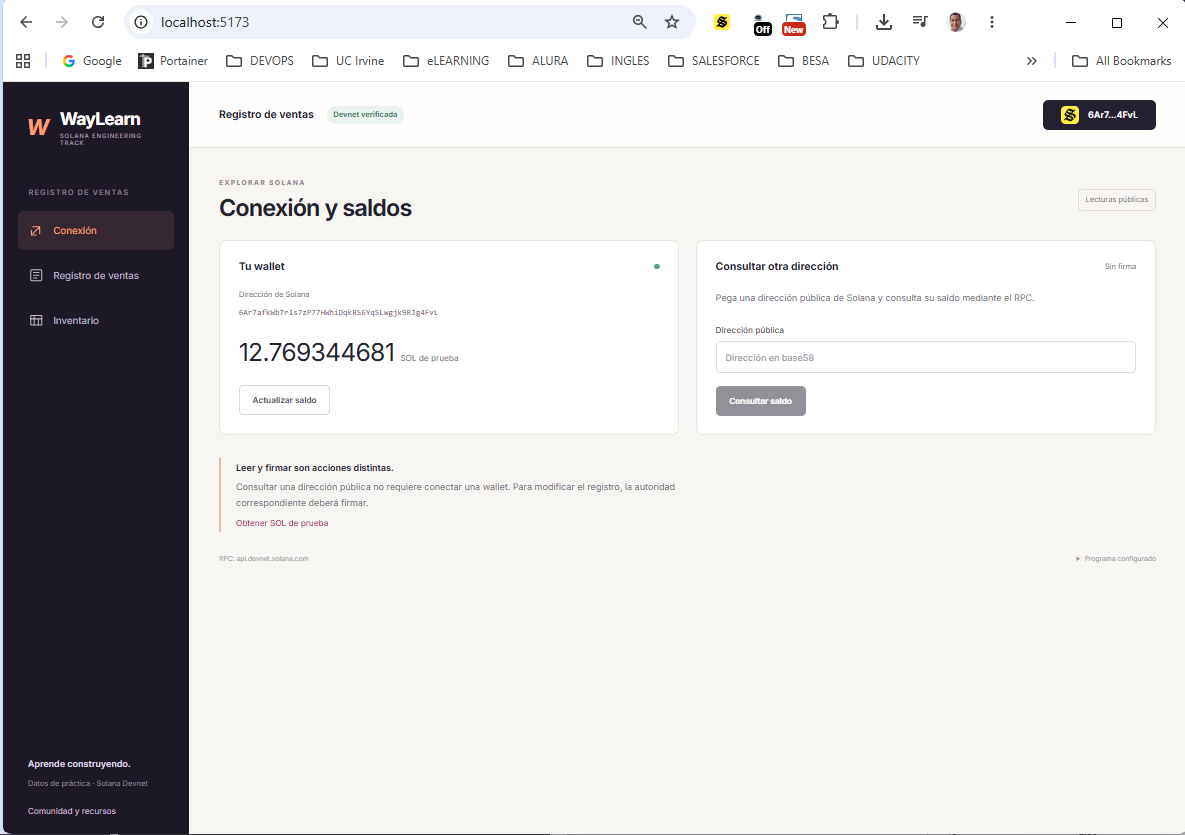 localhost:5173
Off
New
Google
Portainer
DEVOPS
UC Irvine
eLEARNING
ALURA
INGLES
SALESFORCE
BESA
UDACITY
All Bookmarks
W WayLearn
SOLANA ENGINEERING
TRACK
Registro de ventas
Devnet verificada
6Ar7...4FvL
REGISTRO DE VENTAS
Conexión
Registro de ventas
Inventario
EXPLORAR SOLANA
Conexión y saldos
Lecturas públicas
Tu wallet
Dirección de Solana
6Ar7afkWb7r1s7zP77HWhiDqkRS6YqSLwgjk9RJg4FvL
12.769344681 SOL de prueba
Actualizar saldo
Consultar otra dirección
Sin firma
Pega una dirección pública de Solana y consulta su saldo mediante el RPC.
Dirección pública
Dirección en base58
Consultar saldo
Leer y firmar son acciones distintas.
Consultar una dirección pública no requiere conectar una wallet. Para modificar el registro, la autoridad
correspondiente deberá firmar.
Obtener SOL de prueba
RPC: api.devnet.solana.com
Programa configurado
Aprende construyendo.
Datos de práctica · Solana Devnet
Comunidad y recursos